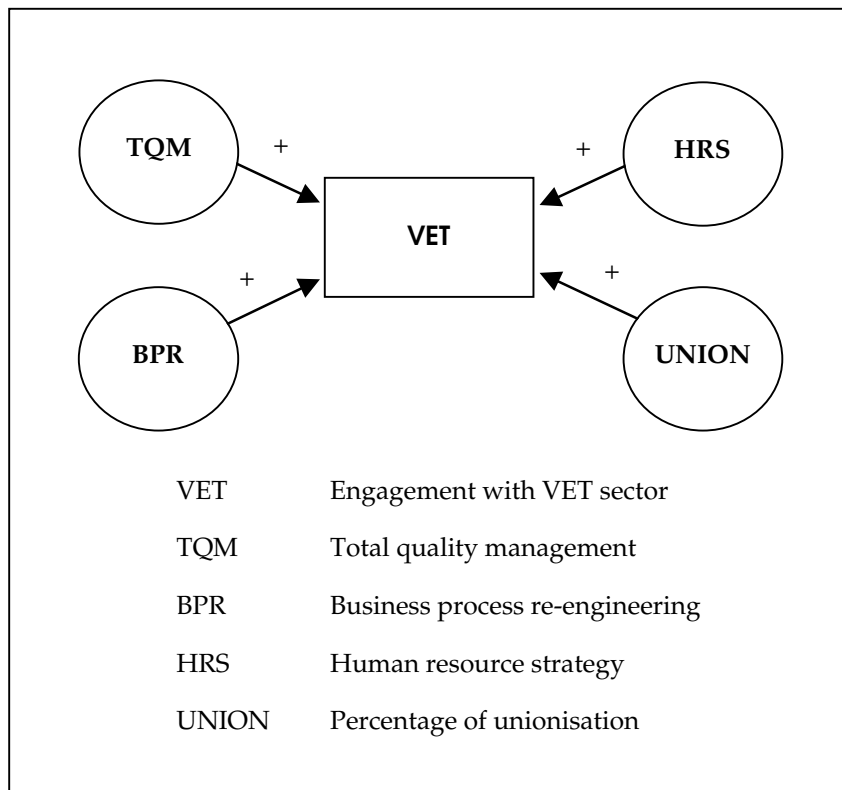 TQM
+
+
HRS
VET
BPR
+
+
UNION
VET Engagement with VET sector
TQM Total quality management
BPR Business process re-engineering
HRS Human resource strategy
UNION Percentage of unionisation